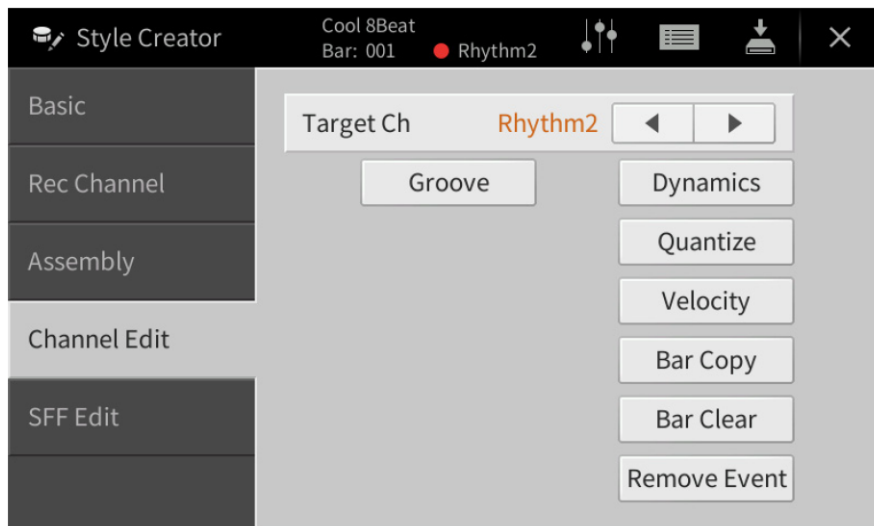 Style Creator
Cool 8Beat
Bar: 001 Rhythm2
Basic
Rec Channel
Assembly
Channel Edit
SFF Edit
Target Ch Rhythm2
Groove
Dynamics
Quantize
Velocity
Bar Copy
Bar Clear
Remove Event